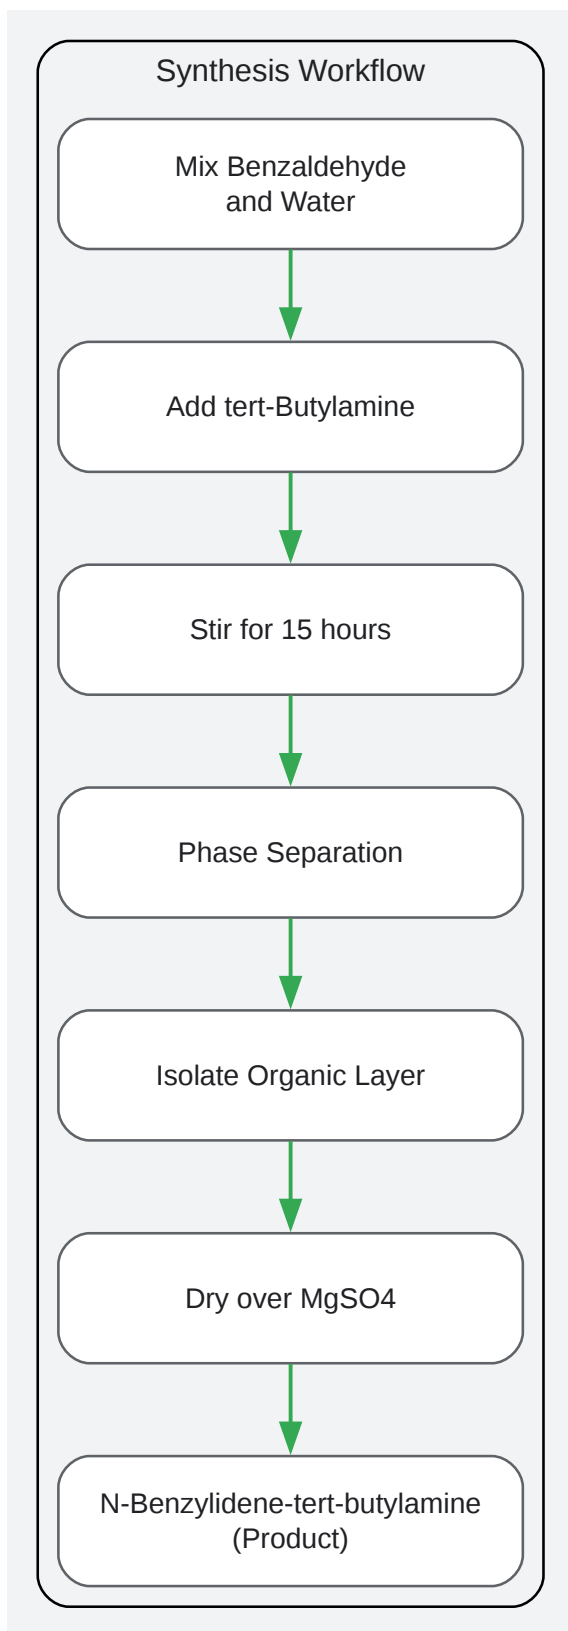 Synthesis Workflow
Mix Benzaldehyde
and Water
Add tert-Butylamine
Stir for 15 hours
Phase Separation
Isolate Organic Layer
Dry over MgSO4
N-Benzylidene-tert-butylamine
(Product)